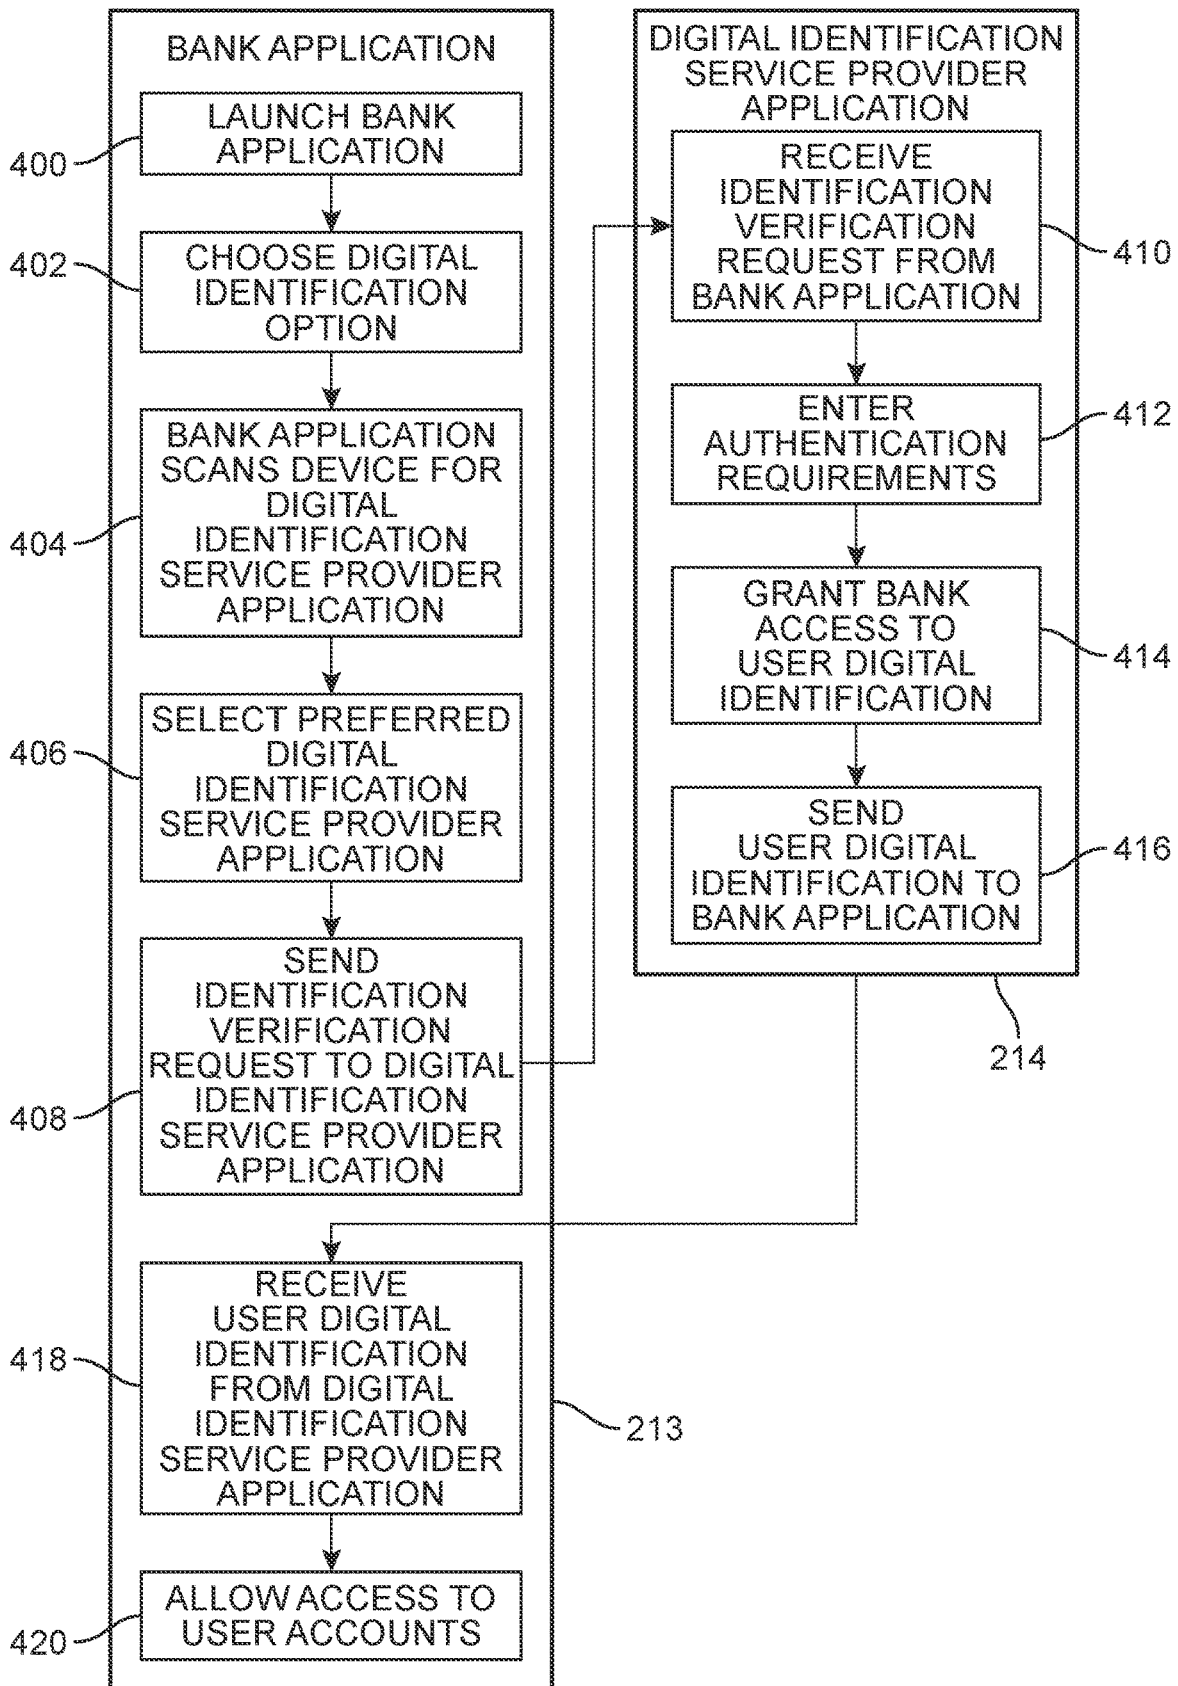 BANK APPLICATION
400
LAUNCH BANK
APPLICATION
402
CHOOSE DIGITAL
IDENTIFICATION
OPTION
404
BANK APPLICATION
SCANS DEVICE FOR
DIGITAL
IDENTIFICATION
SERVICE PROVIDER
APPLICATION
406
SELECT PREFERRED
DIGITAL
IDENTIFICATION
SERVICE PROVIDER
APPLICATION
408
SEND
IDENTIFICATION
VERIFICATION
REQUEST TO DIGITAL
IDENTIFICATION
SERVICE PROVIDER
APPLICATION
DIGITAL IDENTIFICATION
SERVICE PROVIDER
APPLICATION
RECEIVE
IDENTIFICATION
VERIFICATION
REQUEST FROM
BANK APPLICATION
410
ENTER
AUTHENTICATION
REQUIREMENTS
412
GRANT BANK
ACCESS TO
USER DIGITAL
IDENTIFICATION
414
SEND
USER DIGITAL
IDENTIFICATION TO
BANK APPLICATION
416
214
418
RECEIVE
USER DIGITAL
IDENTIFICATION
FROM DIGITAL
IDENTIFICATION
SERVICE PROVIDER
APPLICATION
213
420
ALLOW ACCESS TO
USER ACCOUNTS